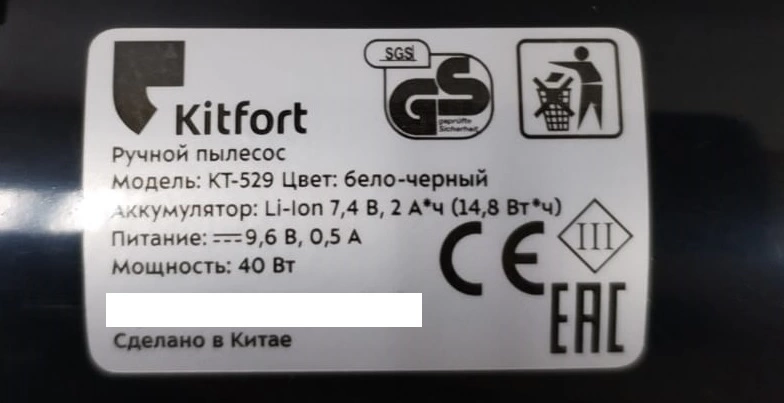 Kitfort
SGS
GS
geprüfte
Sicherheit
Ручной пылесос
Модель: КТ-529 Цвет: бело-черный
Аккумулятор: Li-Ion 7,4 В, 2 А*ч (14,8 Вт*ч)
Питание: 9,6 В, 0,5 А
Мощность: 40 Вт
CE
III
EAC
Сделано в Китае